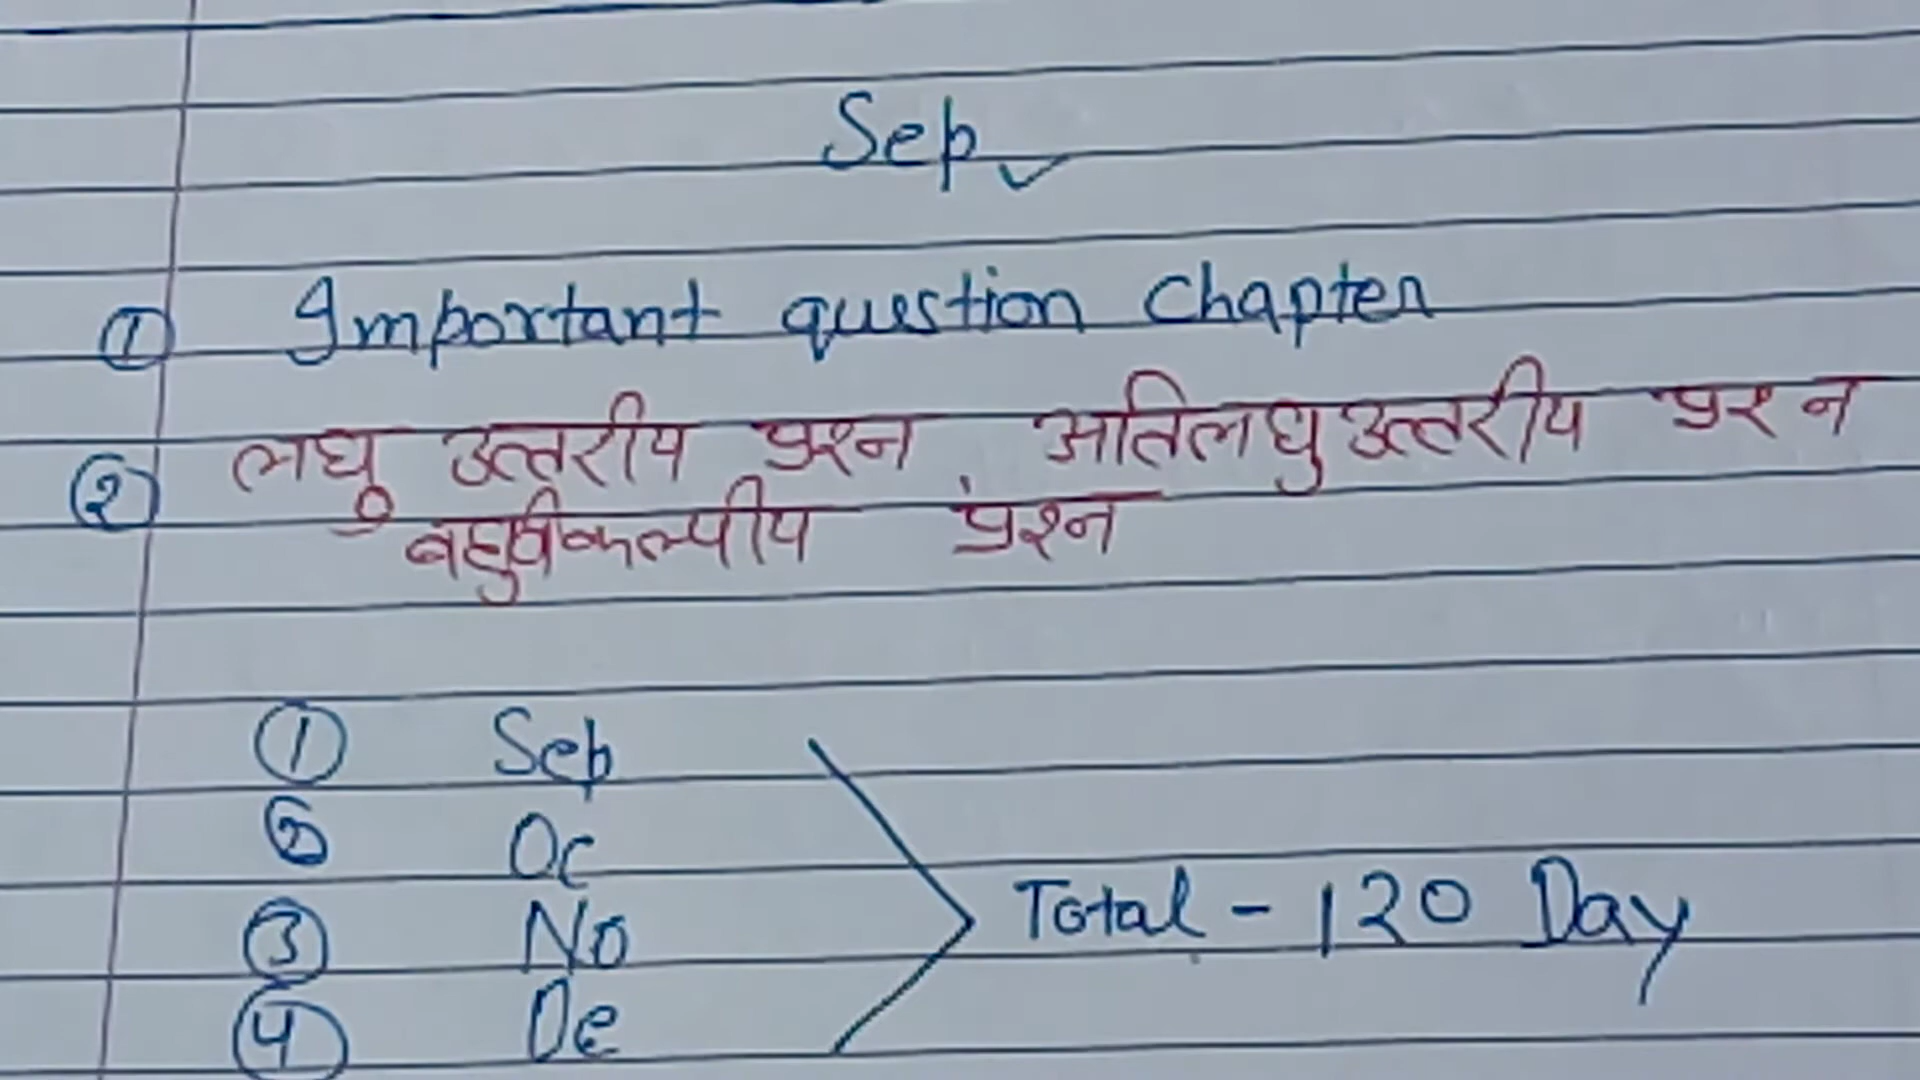 Sep ✓
① Important question Chapter
② लघु उत्तरीय प्रश्न अतिलघु उत्तरीय प्रश्न
बहुविकल्पीय प्रश्न
① Sep
② Oc
③ No
④ De
Total - 120 Day